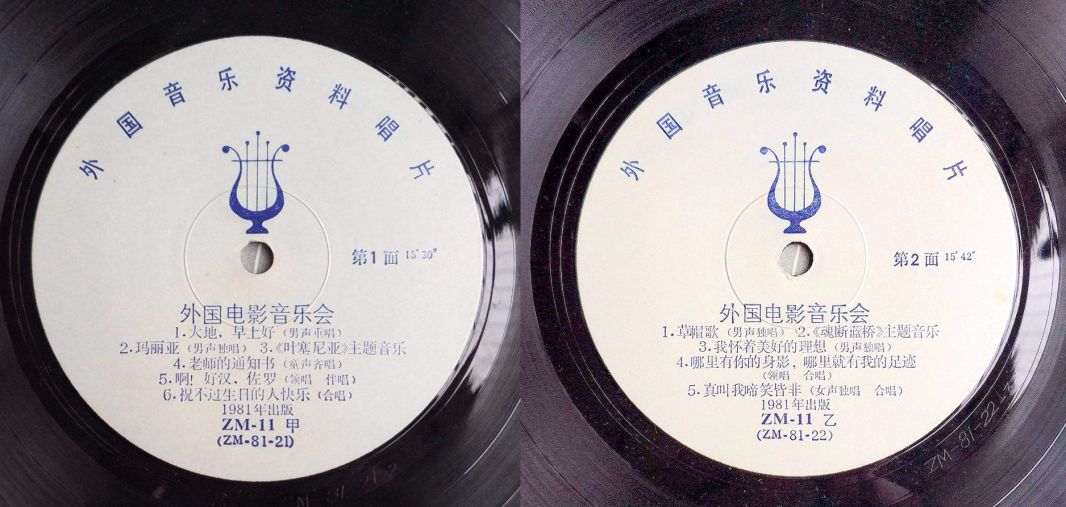 外国音乐资料唱片
第1面 15′30″
外国电影音乐会
1.大地，早上好（男声重唱）
2.玛丽亚（男声独唱） 3.《叶塞尼亚》主题音乐
4.老师的通知书（童声齐唱）
5.啊！好汉，佐罗（领唱 伴唱）
6.祝不过生日的人快乐（合唱）
1981年出版
ZM-11 甲
(ZM-81-21)
外国音乐资料唱片
第2面 15′42″
外国电影音乐会
1.草帽歌（男声独唱） 2.《魂断蓝桥》主题音乐
3.我怀着美好的理想（男声独唱）
4.哪里有你的身影，哪里就有我的足迹
（领唱 合唱）
5.真叫我啼笑皆非（女声独唱 合唱）
1981年出版
ZM-11 乙
(ZM-81-22)
ZM-81-22